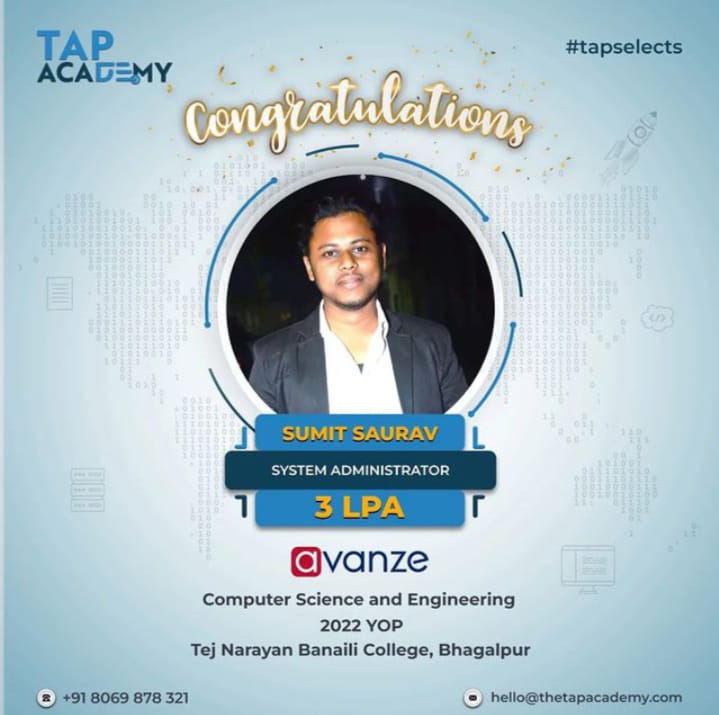 TAP
ACADEMY
#tapselects
Congratulations
SUMIT SAURAV
SYSTEM ADMINISTRATOR
3 LPA
avanze
Computer Science and Engineering
2022 YOP
Tej Narayan Banaili College, Bhagalpur
+91 8069 878 321
hello@thetapacademy.com